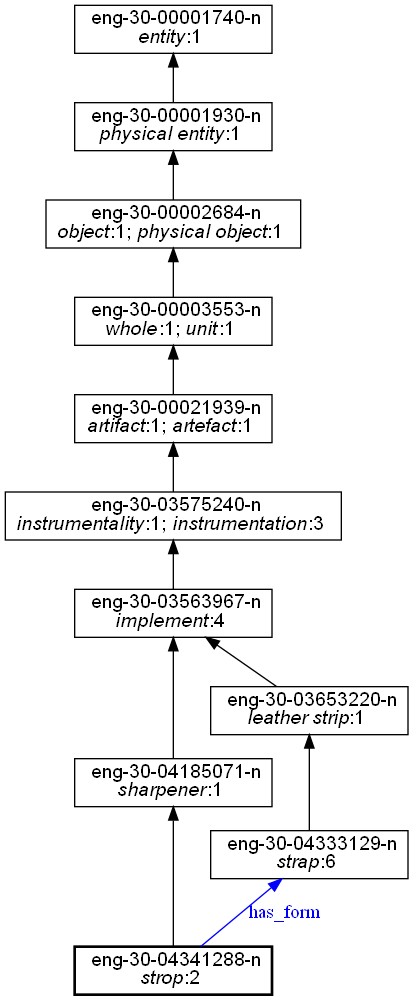 eng-30-00001740-n
entity:1
eng-30-00001930-n
physical entity:1
eng-30-00002684-n
object:1; physical object:1
eng-30-00003553-n
whole:1; unit:1
eng-30-00021939-n
artifact:1; artefact:1
eng-30-03575240-n
instrumentality:1; instrumentation:3
eng-30-03563967-n
implement:4
eng-30-03653220-n
leather strip:1
eng-30-04185071-n
sharpener:1
eng-30-04333129-n
strap:6
has_form
eng-30-04341288-n
strop:2